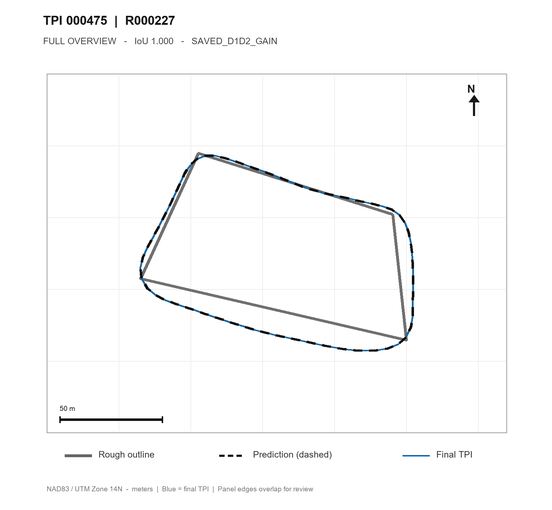 TPI 000475 | R000227
FULL OVERVIEW - IoU 1.000 - SAVED_D1D2_GAIN
N
50 m
Rough outline Prediction (dashed) Final TPI
NAD83 / UTM Zone 14N - meters | Blue = final TPI | Panel edges overlap for review